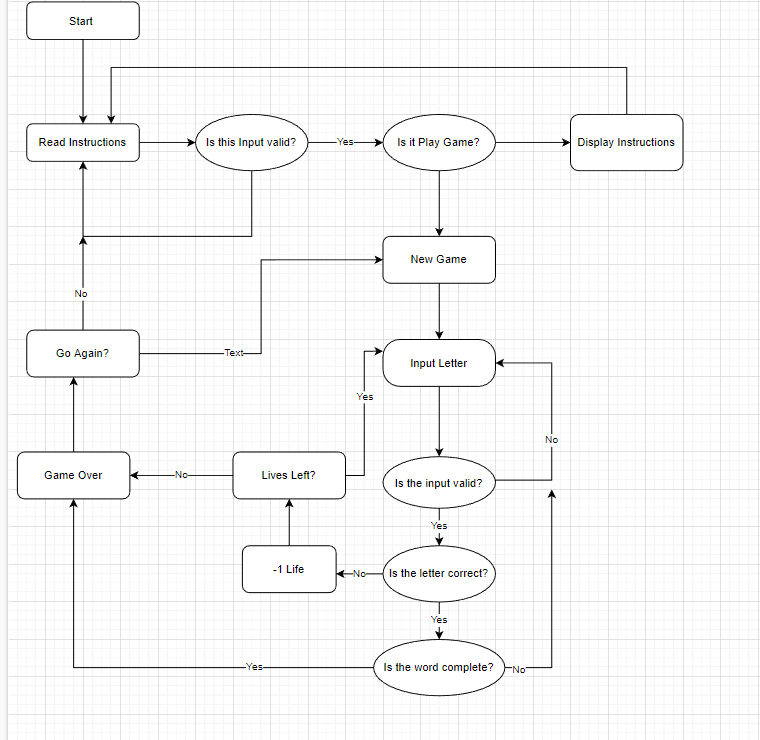 Start
Read Instructions
Is this Input valid?
Yes
Is it Play Game?
Display Instructions
New Game
No
Go Again?
Text
Input Letter
Yes
No
Game Over
No
Lives Left?
Is the input valid?
Yes
-1 Life
No
Is the letter correct?
Yes
Yes
Is the word complete?
No